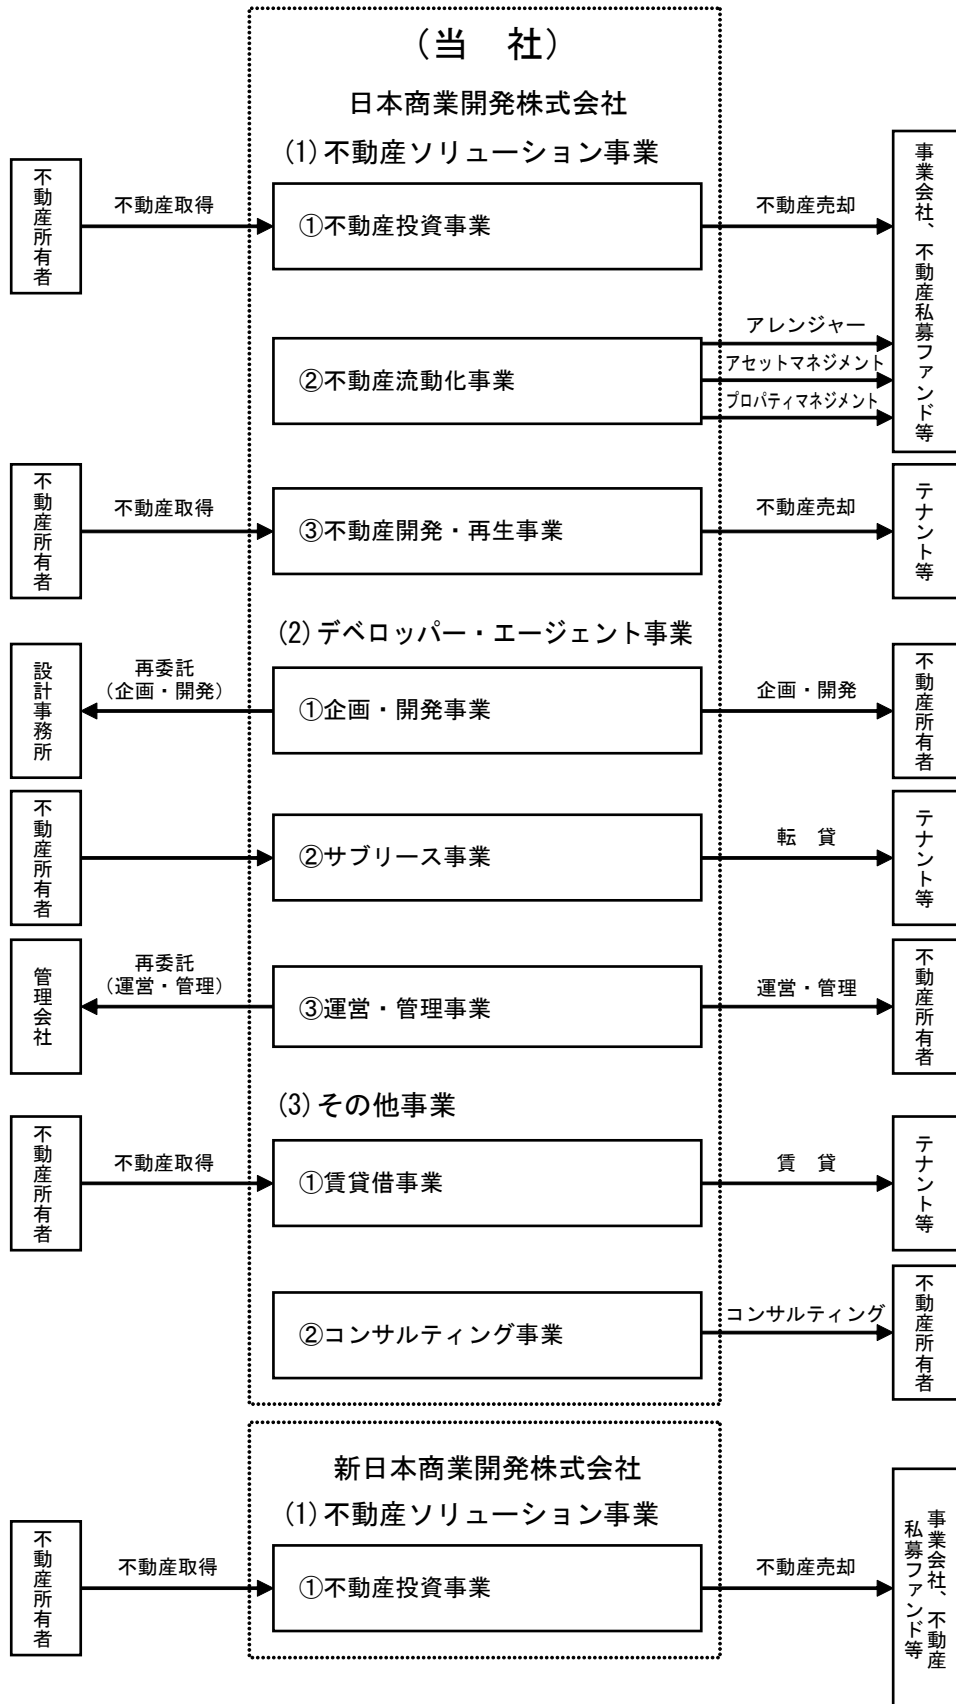 （当　社）
日本商業開発株式会社
(1)不動産ソリューション事業
不動産所有者
不動産取得
①不動産投資事業
不動産売却
事業会社、不動産私募ファンド等
②不動産流動化事業
アレンジャー
アセットマネジメント
プロパティマネジメント
不動産所有者
不動産取得
③不動産開発・再生事業
不動産売却
テナント等
(2)デベロッパー・エージェント事業
設計事務所
再委託
（企画・開発）
①企画・開発事業
企画・開発
不動産所有者
不動産所有者
②サブリース事業
転　貸
テナント等
管理会社
再委託
（運営・管理）
③運営・管理事業
運営・管理
不動産所有者
(3)その他事業
不動産所有者
不動産取得
①賃貸借事業
賃　貸
テナント等
②コンサルティング事業
コンサルティング
不動産所有者
新日本商業開発株式会社
(1)不動産ソリューション事業
不動産所有者
不動産取得
①不動産投資事業
不動産売却
事業会社、不動産
私募ファンド等